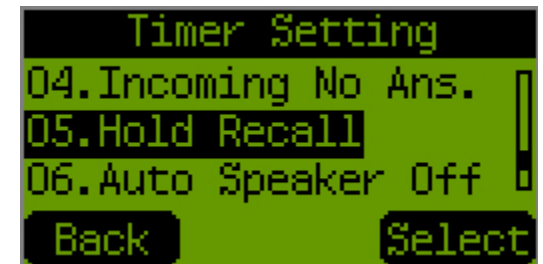 Timer Setting
04.Incoming No Ans.
05.Hold Recall
06.Auto Speaker Off
Back Select